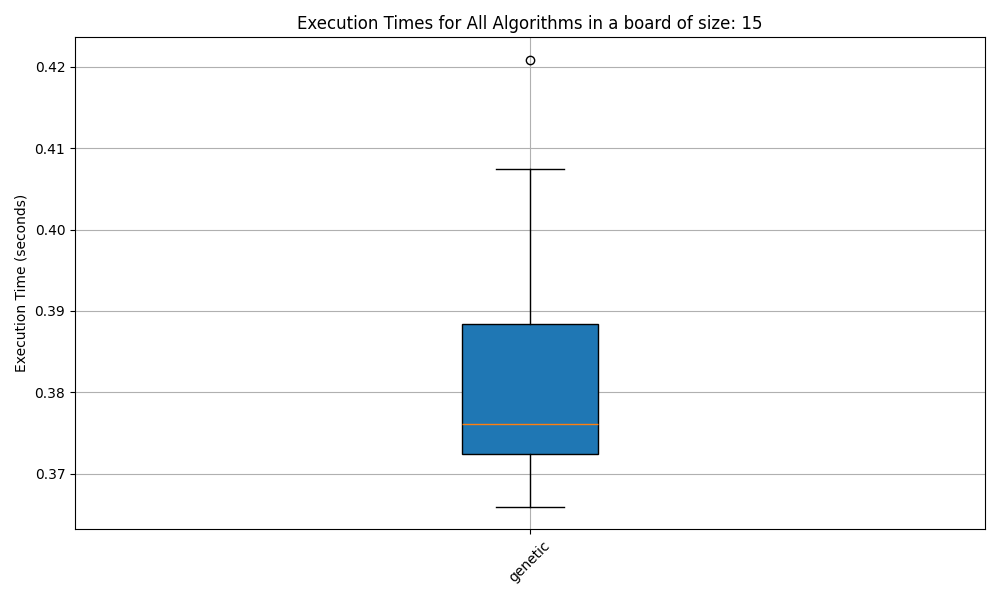 Execution Times for All Algorithms in a board of size: 15
Execution Time (seconds)
0.42
0.41
0.40
0.39
0.38
0.37
genetic